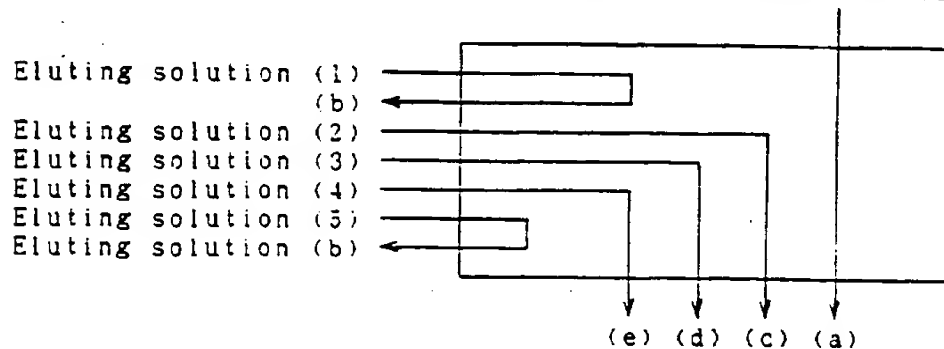 Eluting solution (1)
(b)
Eluting solution (2)
Eluting solution (3)
Eluting solution (4)
Eluting solution (5)
Eluting solution (b)
(e) (d) (c) (a)